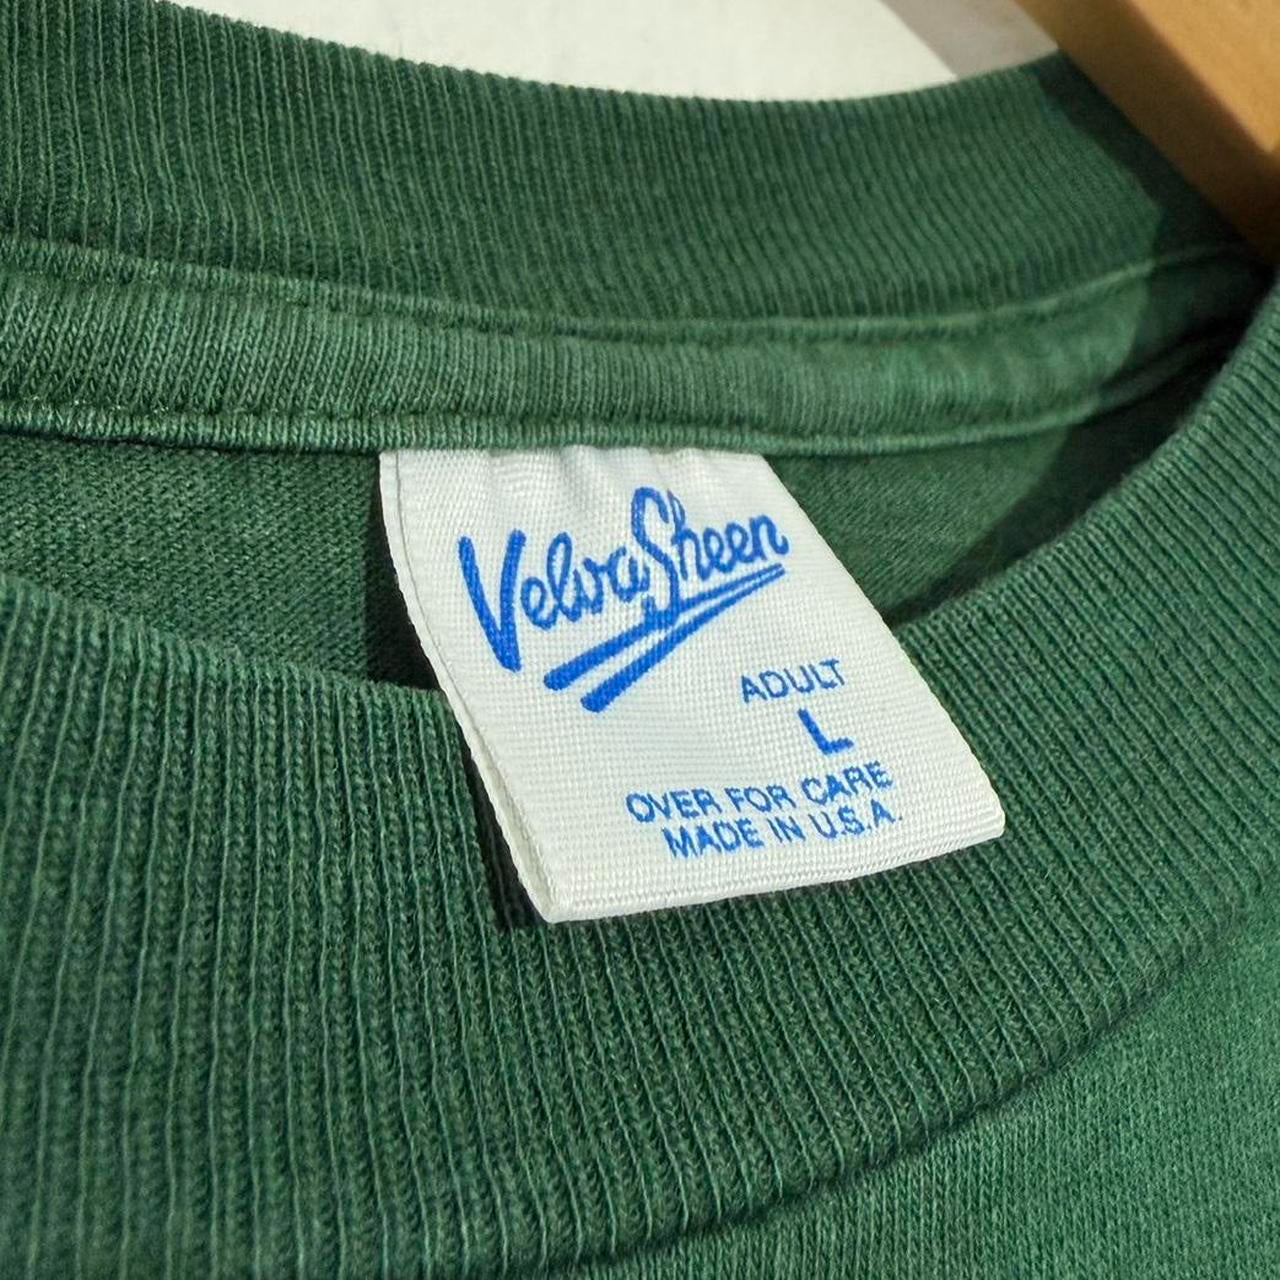 VelvaSheen
ADULT
L
OVER FOR CARE
MADE IN U.S.A.